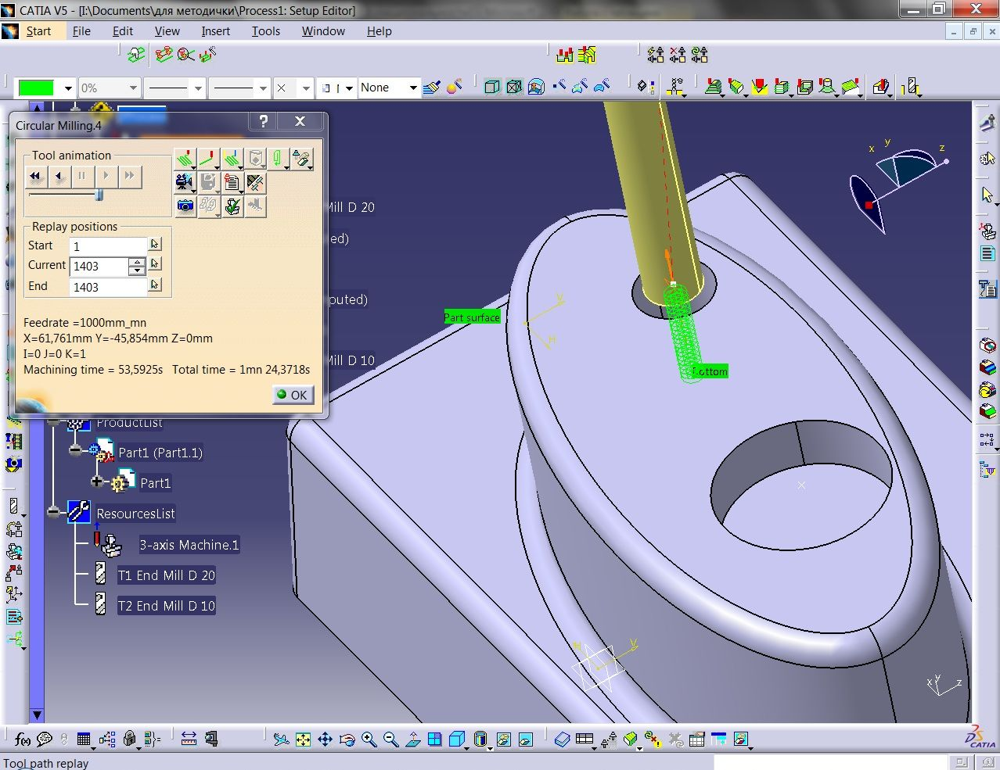 CATIA V5 - [I:\Documents\для методички\Process1: Setup Editor]
Start File Edit View Insert Tools Window Help
0% None
Circular Milling.4
Tool animation
Replay positions
Start 1
Current 1403
End 1403
Feedrate =1000mm_mn
X=61,761mm Y=-45,854mm Z=0mm
I=0 J=0 K=1
Machining time = 53,5925s Total time = 1mn 24,3718s
OK
Mill D 20
ed)
puted)
Mill D 10
ProductList
Part1 (Part1.1)
Part1
ResourcesList
3-axis Machine.1
T1 End Mill D 20
T2 End Mill D 10
Part surface
Bottom
x y z
V
H
H V
x y z
f(x)
CATIA
Tool path replay